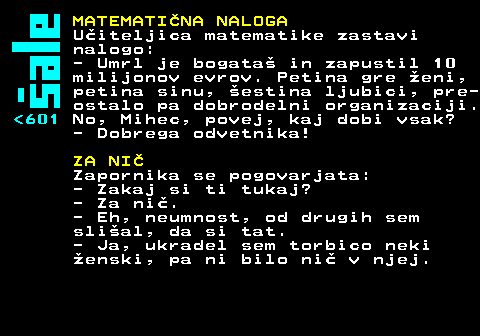 šale
<601
MATEMATIČNA NALOGA
Učiteljica matematike zastavi
nalogo:
- Umrl je bogataš in zapustil 10
milijonov evrov. Petina gre ženi,
petina sinu, šestina ljubici, pre-
ostalo pa dobrodelni organizaciji.
No, Mihec, povej, kaj dobi vsak?
- Dobrega odvetnika!
ZA NIČ
Zapornika se pogovarjata:
- Zakaj si ti tukaj?
- Za nič.
- Eh, neumnost, od drugih sem
slišal, da si tat.
- Ja, ukradel sem torbico neki
ženski, pa ni bilo nič v njej.